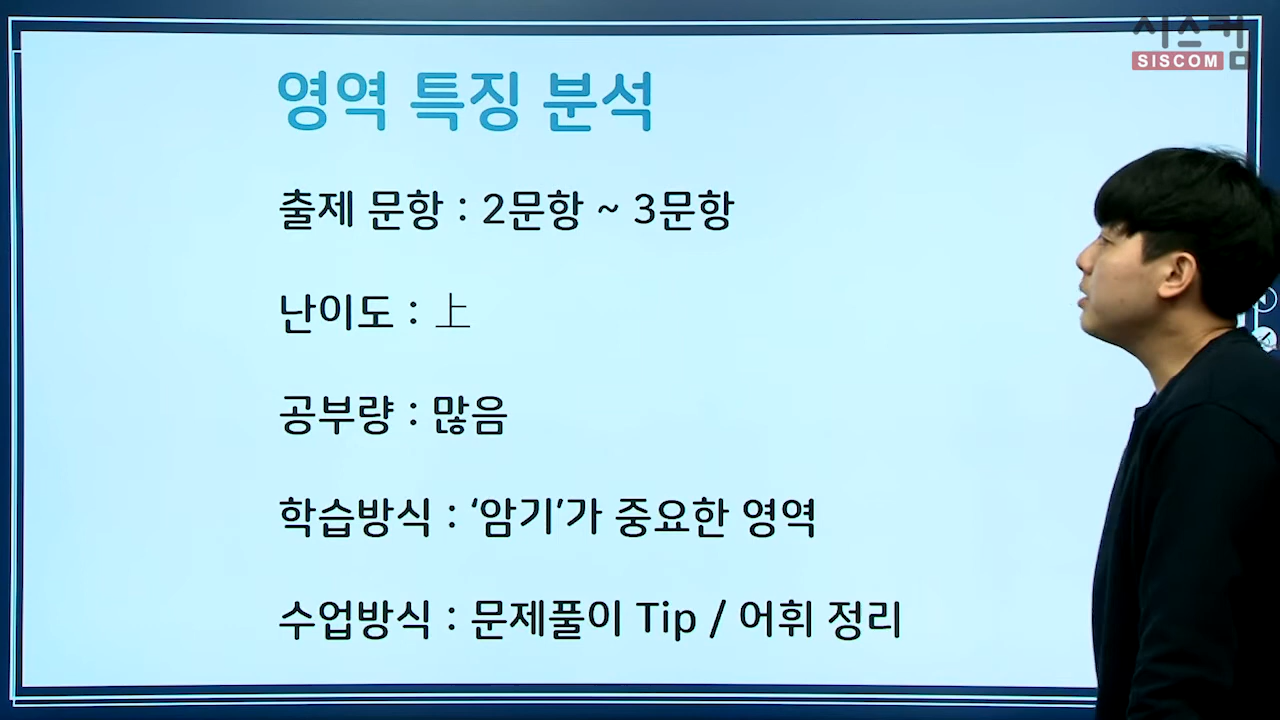 시스컴
SISCOM
영역 특징 분석
출제 문항 : 2문항 ~ 3문항
난이도 : 上
공부량 : 많음
학습방식 : ‘암기’가 중요한 영역
수업방식 : 문제풀이 Tip / 어휘 정리